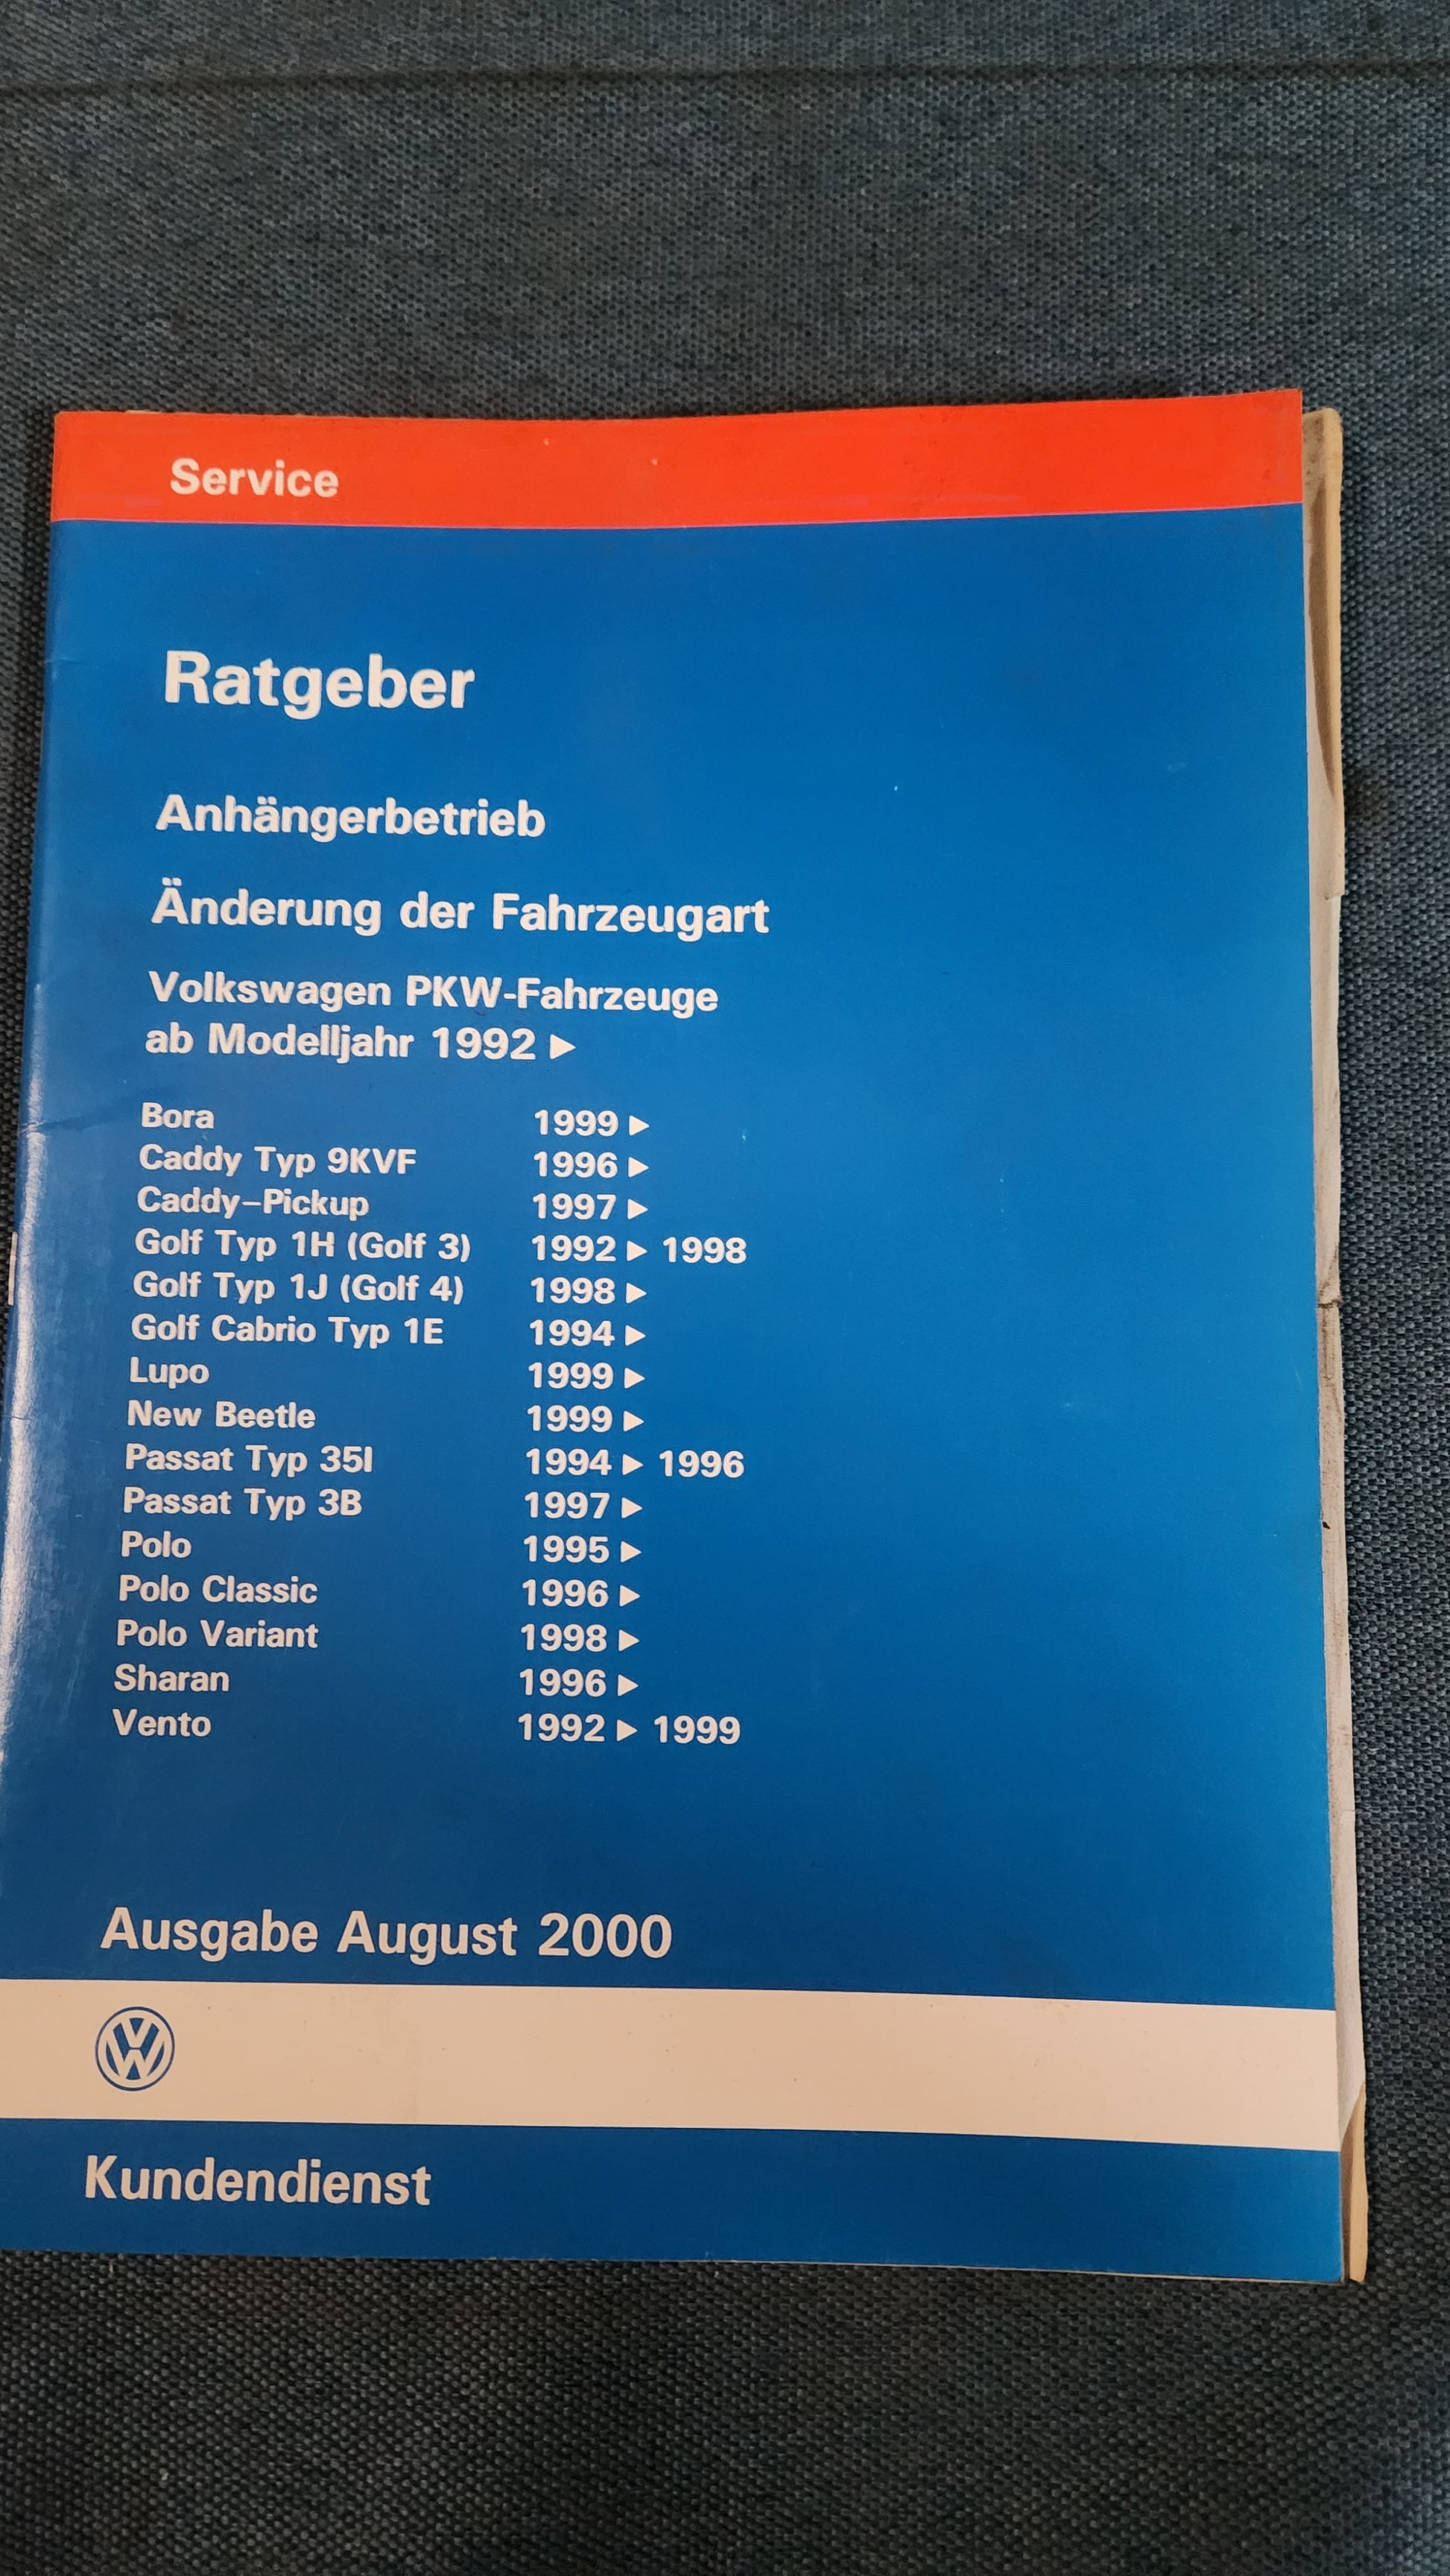 Service
Ratgeber
Anhängerbetrieb
Änderung der Fahrzeugart
Volkswagen PKW-Fahrzeuge
ab Modelljahr 1992 ►
Bora 1999 ►
Caddy Typ 9KVF 1996 ►
Caddy–Pickup 1997 ►
Golf Typ 1H (Golf 3) 1992 ► 1998
Golf Typ 1J (Golf 4) 1998 ►
Golf Cabrio Typ 1E 1994 ►
Lupo 1999 ►
New Beetle 1999 ►
Passat Typ 35I 1994 ► 1996
Passat Typ 3B 1997 ►
Polo 1995 ►
Polo Classic 1996 ►
Polo Variant 1998 ►
Sharan 1996 ►
Vento 1992 ► 1999
Ausgabe August 2000
VW
Kundendienst